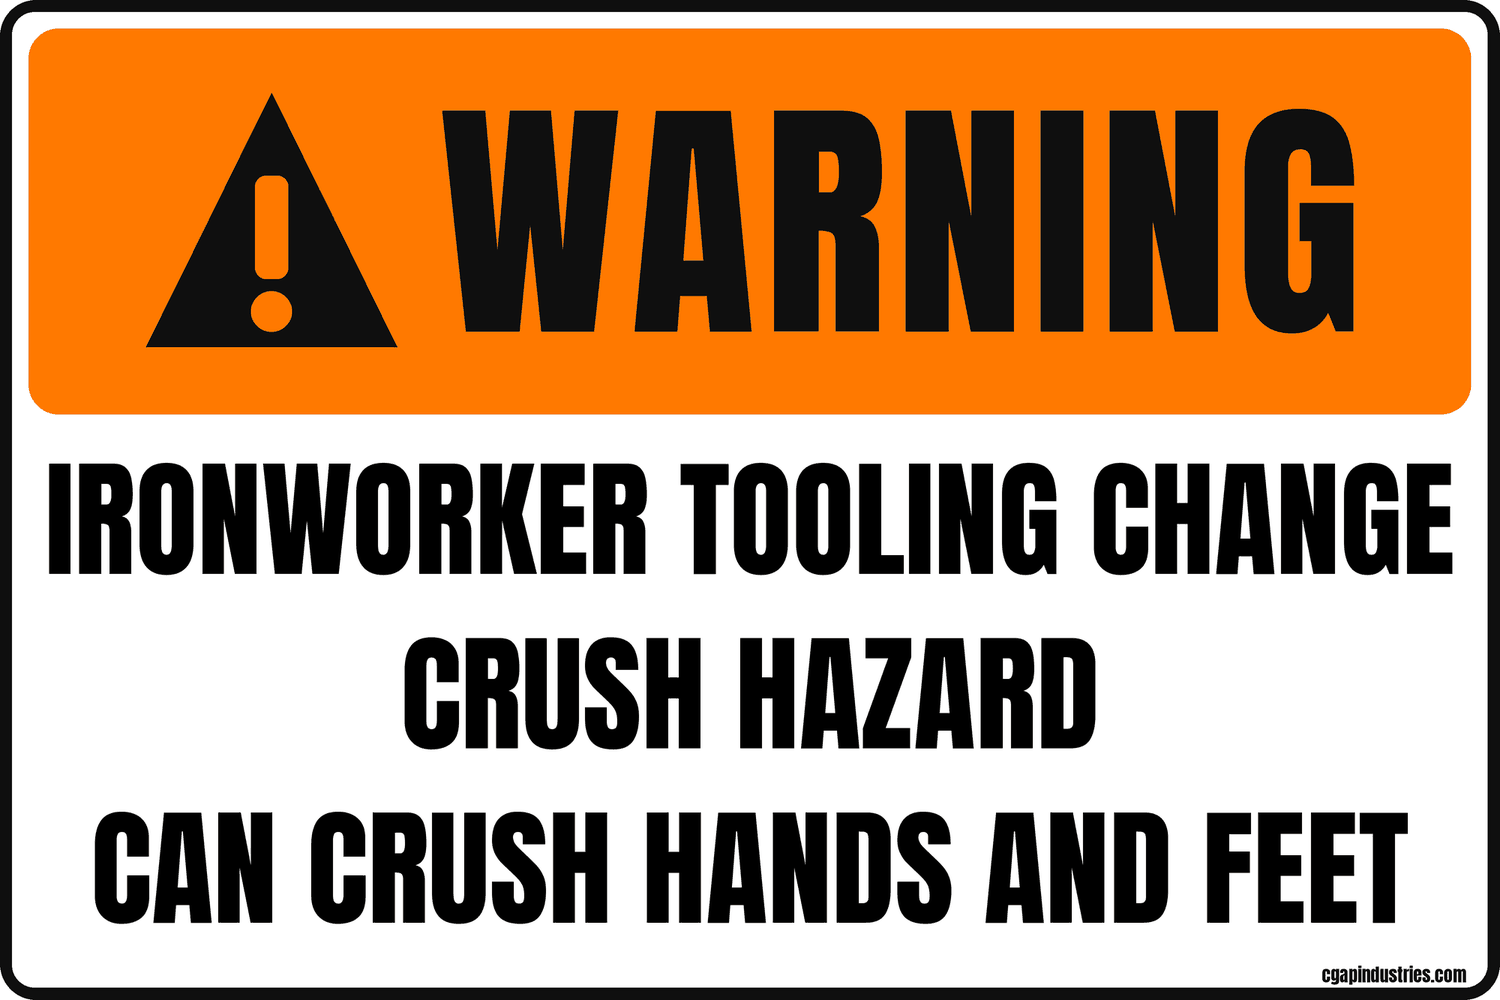 WARNING
IRONWORKER TOOLING CHANGE
CRUSH HAZARD
CAN CRUSH HANDS AND FEET
cgapindustries.com